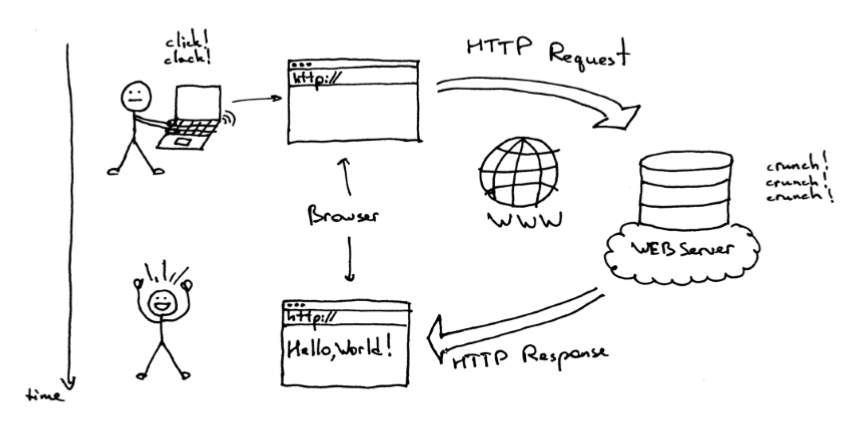 click!
clack!
HTTP Request
http://
crunch!
crunch!
crunch!
Browser
WWW
WEB Server
http://
Hello, World!
HTTP Response
time